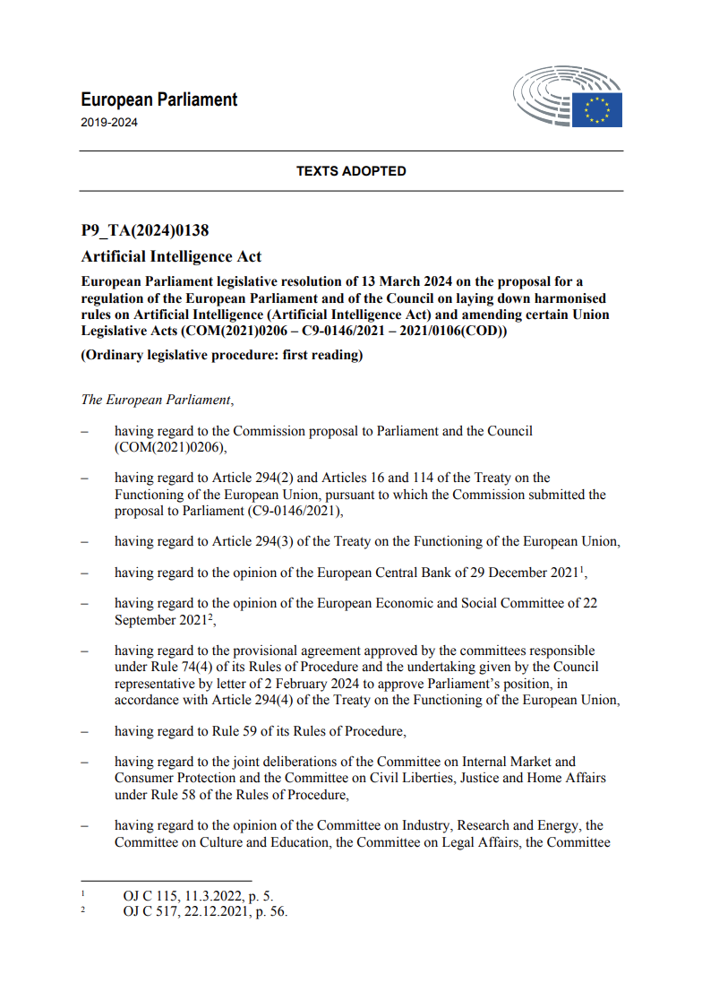 European Parliament
2019-2024
TEXTS ADOPTED
P9_TA(2024)0138
Artificial Intelligence Act
European Parliament legislative resolution of 13 March 2024 on the proposal for a
regulation of the European Parliament and of the Council on laying down harmonised
rules on Artificial Intelligence (Artificial Intelligence Act) and amending certain Union
Legislative Acts (COM(2021)0206 – C9-0146/2021 – 2021/0106(COD))
(Ordinary legislative procedure: first reading)
The European Parliament,
– having regard to the Commission proposal to Parliament and the Council
(COM(2021)0206),
– having regard to Article 294(2) and Articles 16 and 114 of the Treaty on the
Functioning of the European Union, pursuant to which the Commission submitted the
proposal to Parliament (C9-0146/2021),
– having regard to Article 294(3) of the Treaty on the Functioning of the European Union,
– having regard to the opinion of the European Central Bank of 29 December 2021¹,
– having regard to the opinion of the European Economic and Social Committee of 22
September 2021²,
– having regard to the provisional agreement approved by the committees responsible
under Rule 74(4) of its Rules of Procedure and the undertaking given by the Council
representative by letter of 2 February 2024 to approve Parliament’s position, in
accordance with Article 294(4) of the Treaty on the Functioning of the European Union,
– having regard to Rule 59 of its Rules of Procedure,
– having regard to the joint deliberations of the Committee on Internal Market and
Consumer Protection and the Committee on Civil Liberties, Justice and Home Affairs
under Rule 58 of the Rules of Procedure,
– having regard to the opinion of the Committee on Industry, Research and Energy, the
Committee on Culture and Education, the Committee on Legal Affairs, the Committee
¹ OJ C 115, 11.3.2022, p. 5.
² OJ C 517, 22.12.2021, p. 56.